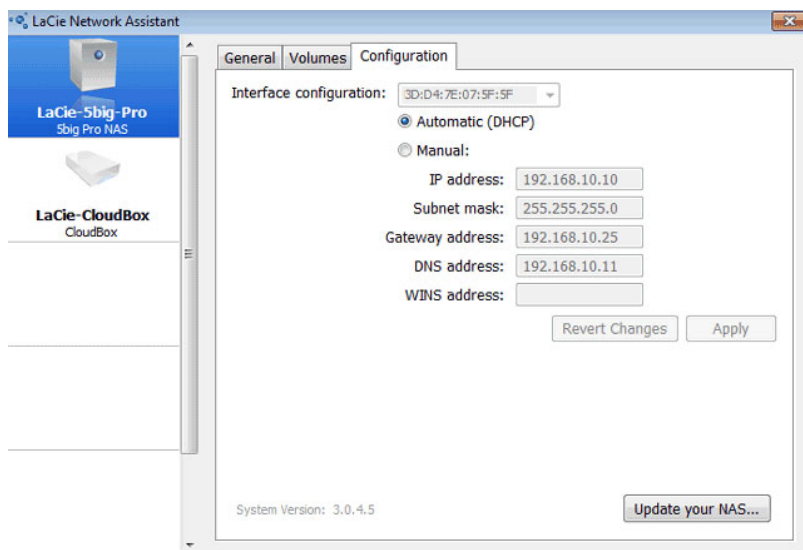 LaCie Network Assistant
LaCie-5big-Pro
5big Pro NAS
LaCie-CloudBox
CloudBox
General
Volumes
Configuration
Interface configuration: 3D:D4:7E:07:5F:5F
Automatic (DHCP)
Manual:
IP address: 192.168.10.10
Subnet mask: 255.255.255.0
Gateway address: 192.168.10.25
DNS address: 192.168.10.11
WINS address:
Revert Changes
Apply
System Version: 3.0.4.5
Update your NAS...